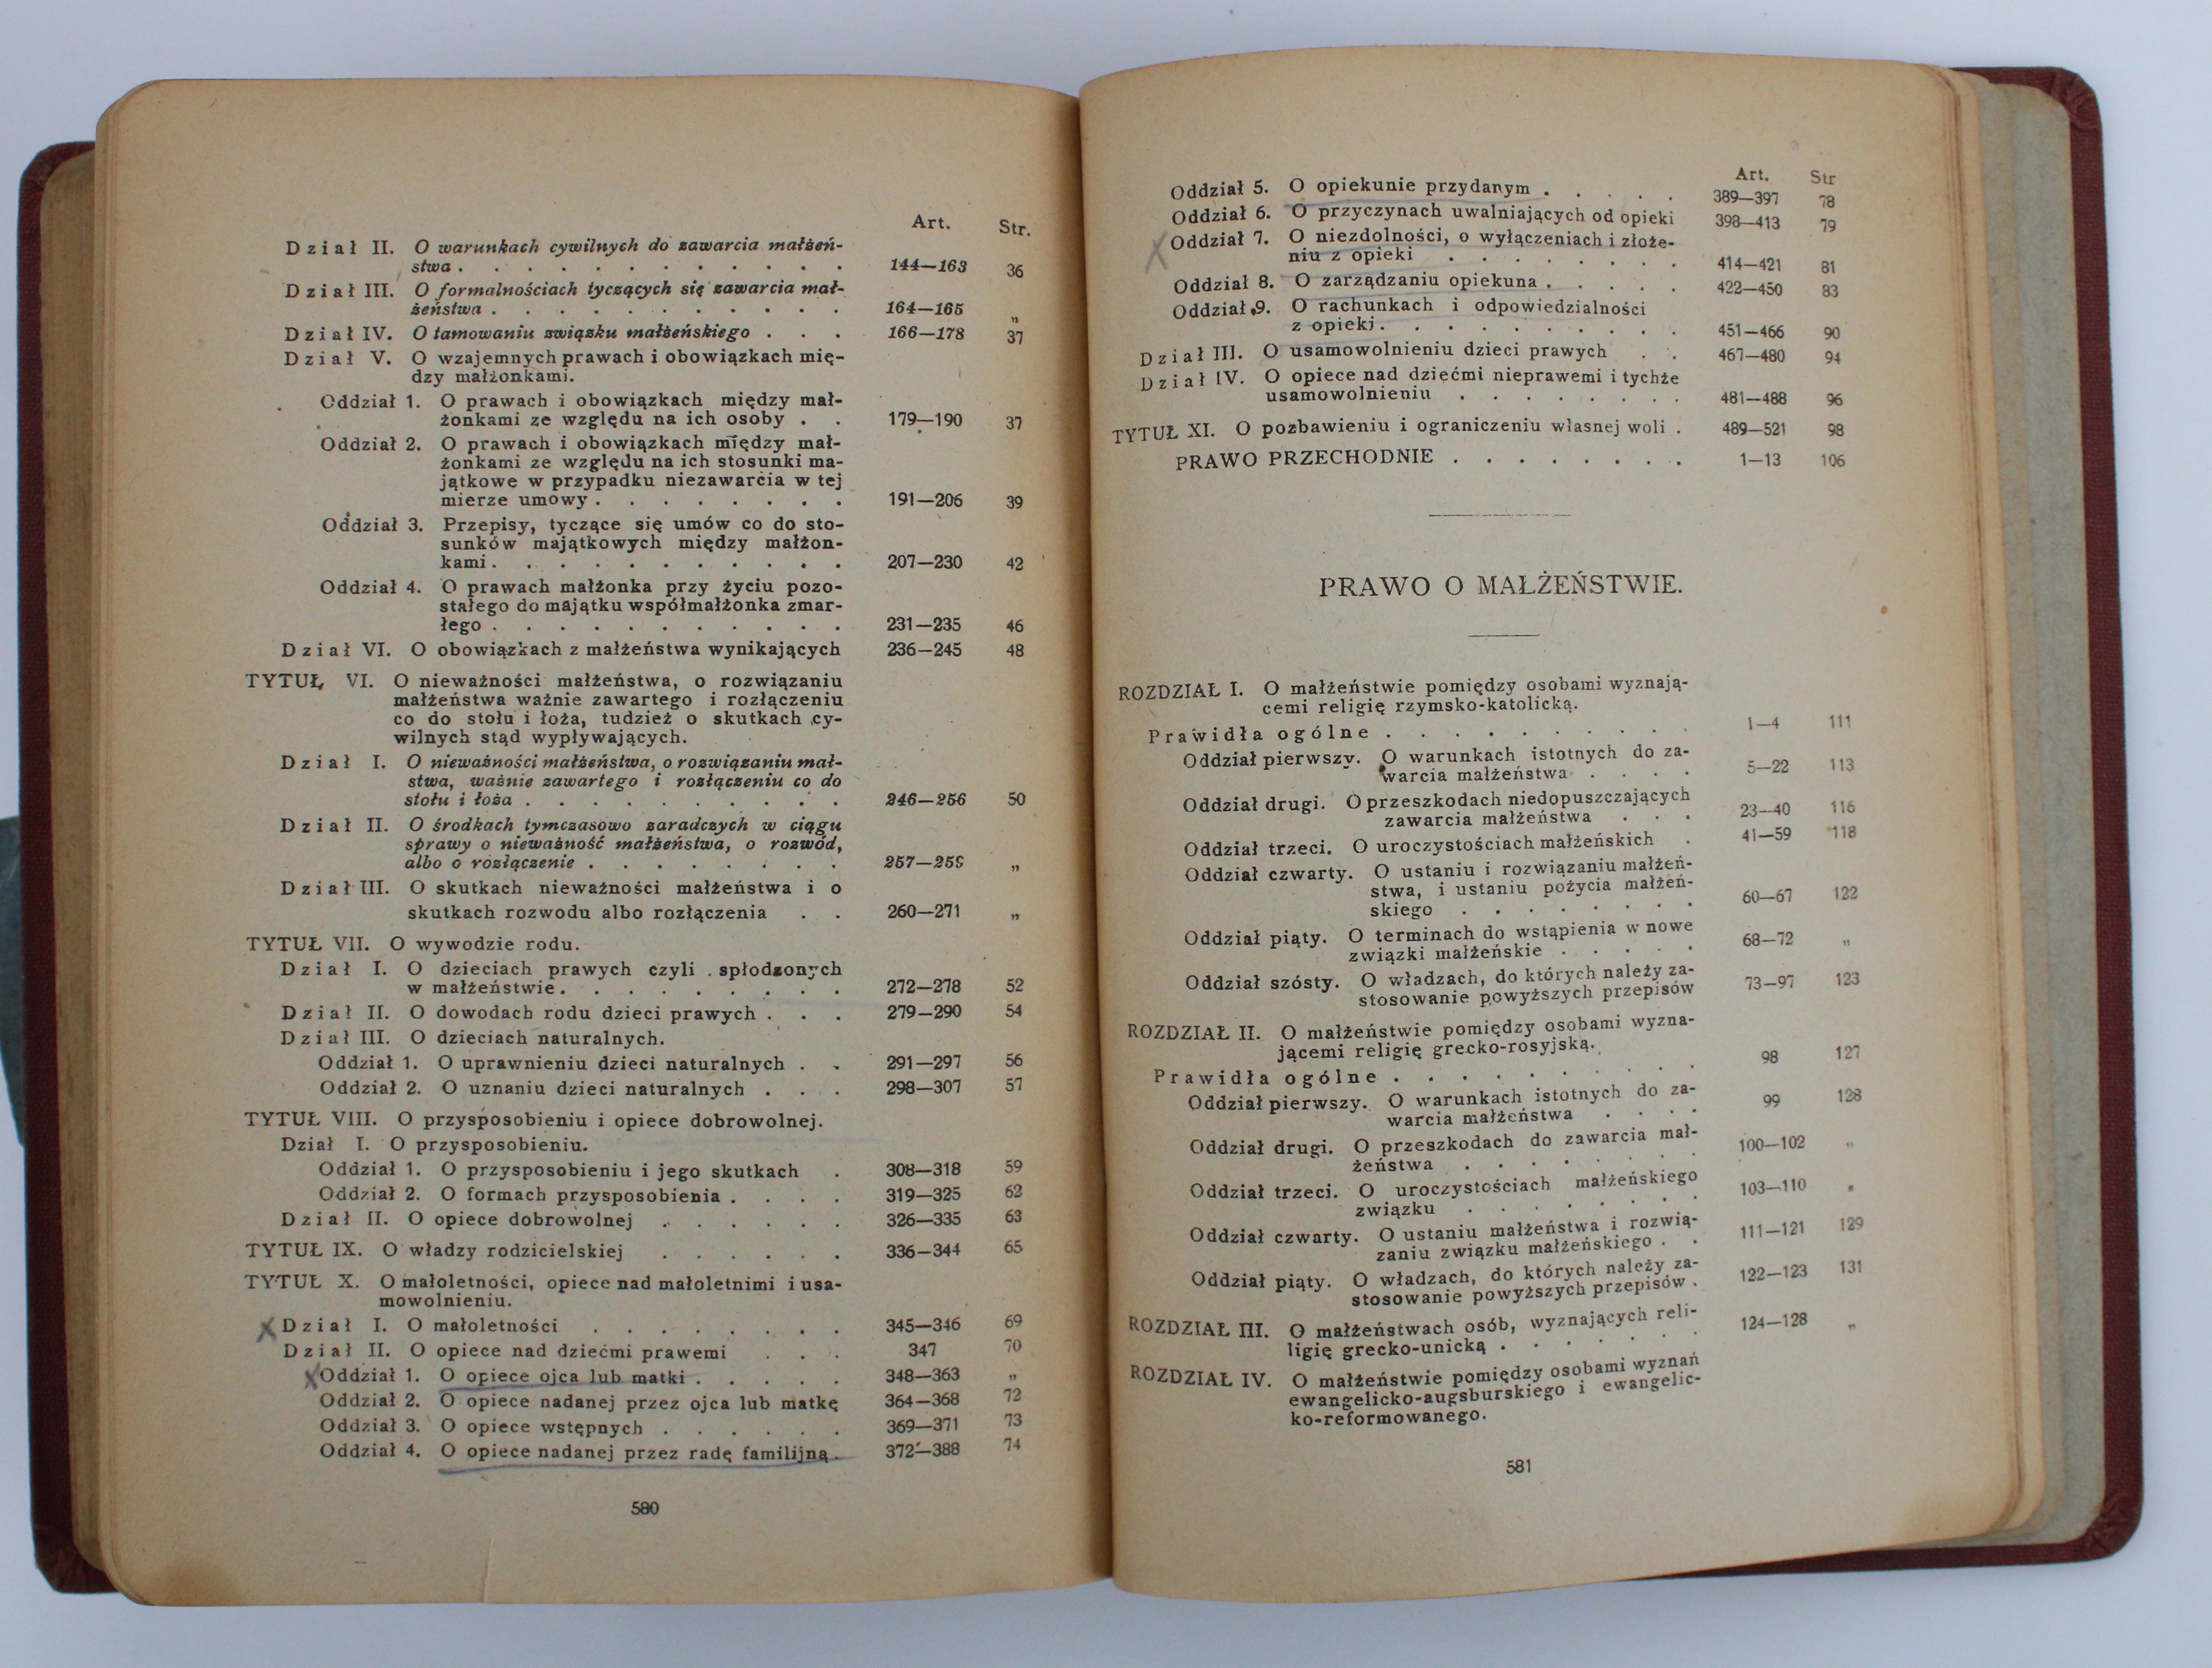 Art. Str.
Dział II. O warunkach cywilnych do zawarcia małżeń-
stwa . . . . . . . . . . . . 144—163 36
Dział III. O formalnościach tyczących się zawarcia mał-
żeństwa . . . . . . . . . . . 164—165 „
Dział IV. O tamowaniu związku małżeńskiego . . . 166—178 37
Dział V. O wzajemnych prawach i obowiązkach mię-
dzy małżonkami.
Oddział 1. O prawach i obowiązkach między mał-
żonkami ze względu na ich osoby . . 179—190 37
Oddział 2. O prawach i obowiązkach między mał-
żonkami ze względu na ich stosunki ma-
jątkowe w przypadku niezawarcia w tej
mierze umowy . . . . . . . . 191—206 39
Oddział 3. Przepisy, tyczące się umów co do sto-
sunków majątkowych między małżon-
kami . . . . . . . . . . . 207—230 42
Oddział 4. O prawach małżonka przy życiu pozo-
stałego do majątku współmałżonka zmar-
łego . . . . . . . . . . . 231—235 46
Dział VI. O obowiązkach z małżeństwa wynikających 236—245 48
TYTUŁ VI. O nieważności małżeństwa, o rozwiązaniu
małżeństwa ważnie zawartego i rozłączeniu
co do stołu i łoża, tudzież o skutkach cy-
wilnych stąd wypływających.
Dział I. O nieważności małżeństwa, o rozwiązaniu mał-
stwa, ważnie zawartego i rozłączeniu co do
stołu i łoża . . . . . . . . . . 246—256 50
Dział II. O środkach tymczasowo zaradczych w ciągu
sprawy o nieważność małżeństwa, o rozwód,
albo o rozłączenie . . . . . . . . 257—259 „
Dział III. O skutkach nieważności małżeństwa i o
skutkach rozwodu albo rozłączenia . . 260—271 „
TYTUŁ VII. O wywodzie rodu.
Dział I. O dzieciach prawych czyli spłodzonych
w małżeństwie . . . . . . . . . 272—278 52
Dział II. O dowodach rodu dzieci prawych . . . 279—290 54
Dział III. O dzieciach naturalnych.
Oddział 1. O uprawnieniu dzieci naturalnych . . 291—297 56
Oddział 2. O uznaniu dzieci naturalnych . . . 298—307 57
TYTUŁ VIII. O przysposobieniu i opiece dobrowolnej.
Dział I. O przysposobieniu.
Oddział 1. O przysposobieniu i jego skutkach . 308—318 59
Oddział 2. O formach przysposobienia . . . . 319—325 62
Dział II. O opiece dobrowolnej . . . . . . 326—335 63
TYTUŁ IX. O władzy rodzicielskiej . . . . . . 336—344 65
TYTUŁ X. O małoletności, opiece nad małoletnimi i usa-
mowolnieniu.
Dział I. O małoletności . . . . . . . . 345—346 69
Dział II. O opiece nad dziećmi prawemi . . . 347 70
Oddział 1. O opiece ojca lub matki . . . . . 348—363 „
Oddział 2. O opiece nadanej przez ojca lub matkę 364—368 72
Oddział 3. O opiece wstępnych . . . . . . 369—371 73
Oddział 4. O opiece nadanej przez radę familijną . 372—388 74
580
Art. Str
Oddział 5. O opiekunie przydanym . . . . . 389—397 78
Oddział 6. O przyczynach uwalniających od opieki 398—413 79
Oddział 7. O niezdolności, o wyłączeniach i złoże-
niu z opieki . . . . . . . . 414—421 81
Oddział 8. O zarządzaniu opiekuna . . . . . 422—450 83
Oddział 9. O rachunkach i odpowiedzialności
z opieki . . . . . . . . . 451—466 90
Dział III. O usamowolnieniu dzieci prawych . . 467—480 94
Dział IV. O opiece nad dziećmi nieprawemi i tychże
usamowolnieniu . . . . . . . . 481—488 96
TYTUŁ XI. O pozbawieniu i ograniczeniu własnej woli . 489—521 98
PRAWO PRZECHODNIE . . . . . . . . 1—13 106
PRAWO O MAŁŻEŃSTWIE.
ROZDZIAŁ I. O małżeństwie pomiędzy osobami wyznają-
cemi religię rzymsko-katolicką.
Prawidła ogólne . . . . . . . . . 1—4 111
Oddział pierwszy. O warunkach istotnych do za-
warcia małżeństwa . . . . 5—22 113
Oddział drugi. O przeszkodach niedopuszczających
zawarcia małżeństwa . . . 23—40 116
Oddział trzeci. O uroczystościach małżeńskich . 41—59 118
Oddział czwarty. O ustaniu i rozwiązaniu małżeń-
stwa, i ustaniu pożycia małżeń-
skiego . . . . . . . . 60—67 122
Oddział piąty. O terminach do wstąpienia w nowe
związki małżeńskie . . . . . 68—72 „
Oddział szósty. O władzach, do których należy za-
stosowanie powyższych przepisów 73—97 123
ROZDZIAŁ II. O małżeństwie pomiędzy osobami wyzna-
jącemi religię grecko-rosyjską.
Prawidła ogólne . . . . . . . . . 98 127
Oddział pierwszy. O warunkach istotnych do za-
warcia małżeństwa . . . . 99 128
Oddział drugi. O przeszkodach do zawarcia mał-
żeństwa . . . . . . . . 100—102 „
Oddział trzeci. O uroczystościach małżeńskiego
związku . . . . . . . . 103—110 „
Oddział czwarty. O ustaniu małżeństwa i rozwią-
zaniu związku małżeńskiego . . 111—121 129
Oddział piąty. O władzach, do których należy za-
stosowanie powyższych przepisów . 122—123 131
ROZDZIAŁ III. O małżeństwach osób, wyznających reli-
ligię grecko-unicką . . . . . . 124—128 „
ROZDZIAŁ IV. O małżeństwie pomiędzy osobami wyznań
ewangelicko-augsburskiego i ewangelic-
ko-reformowanego.
581